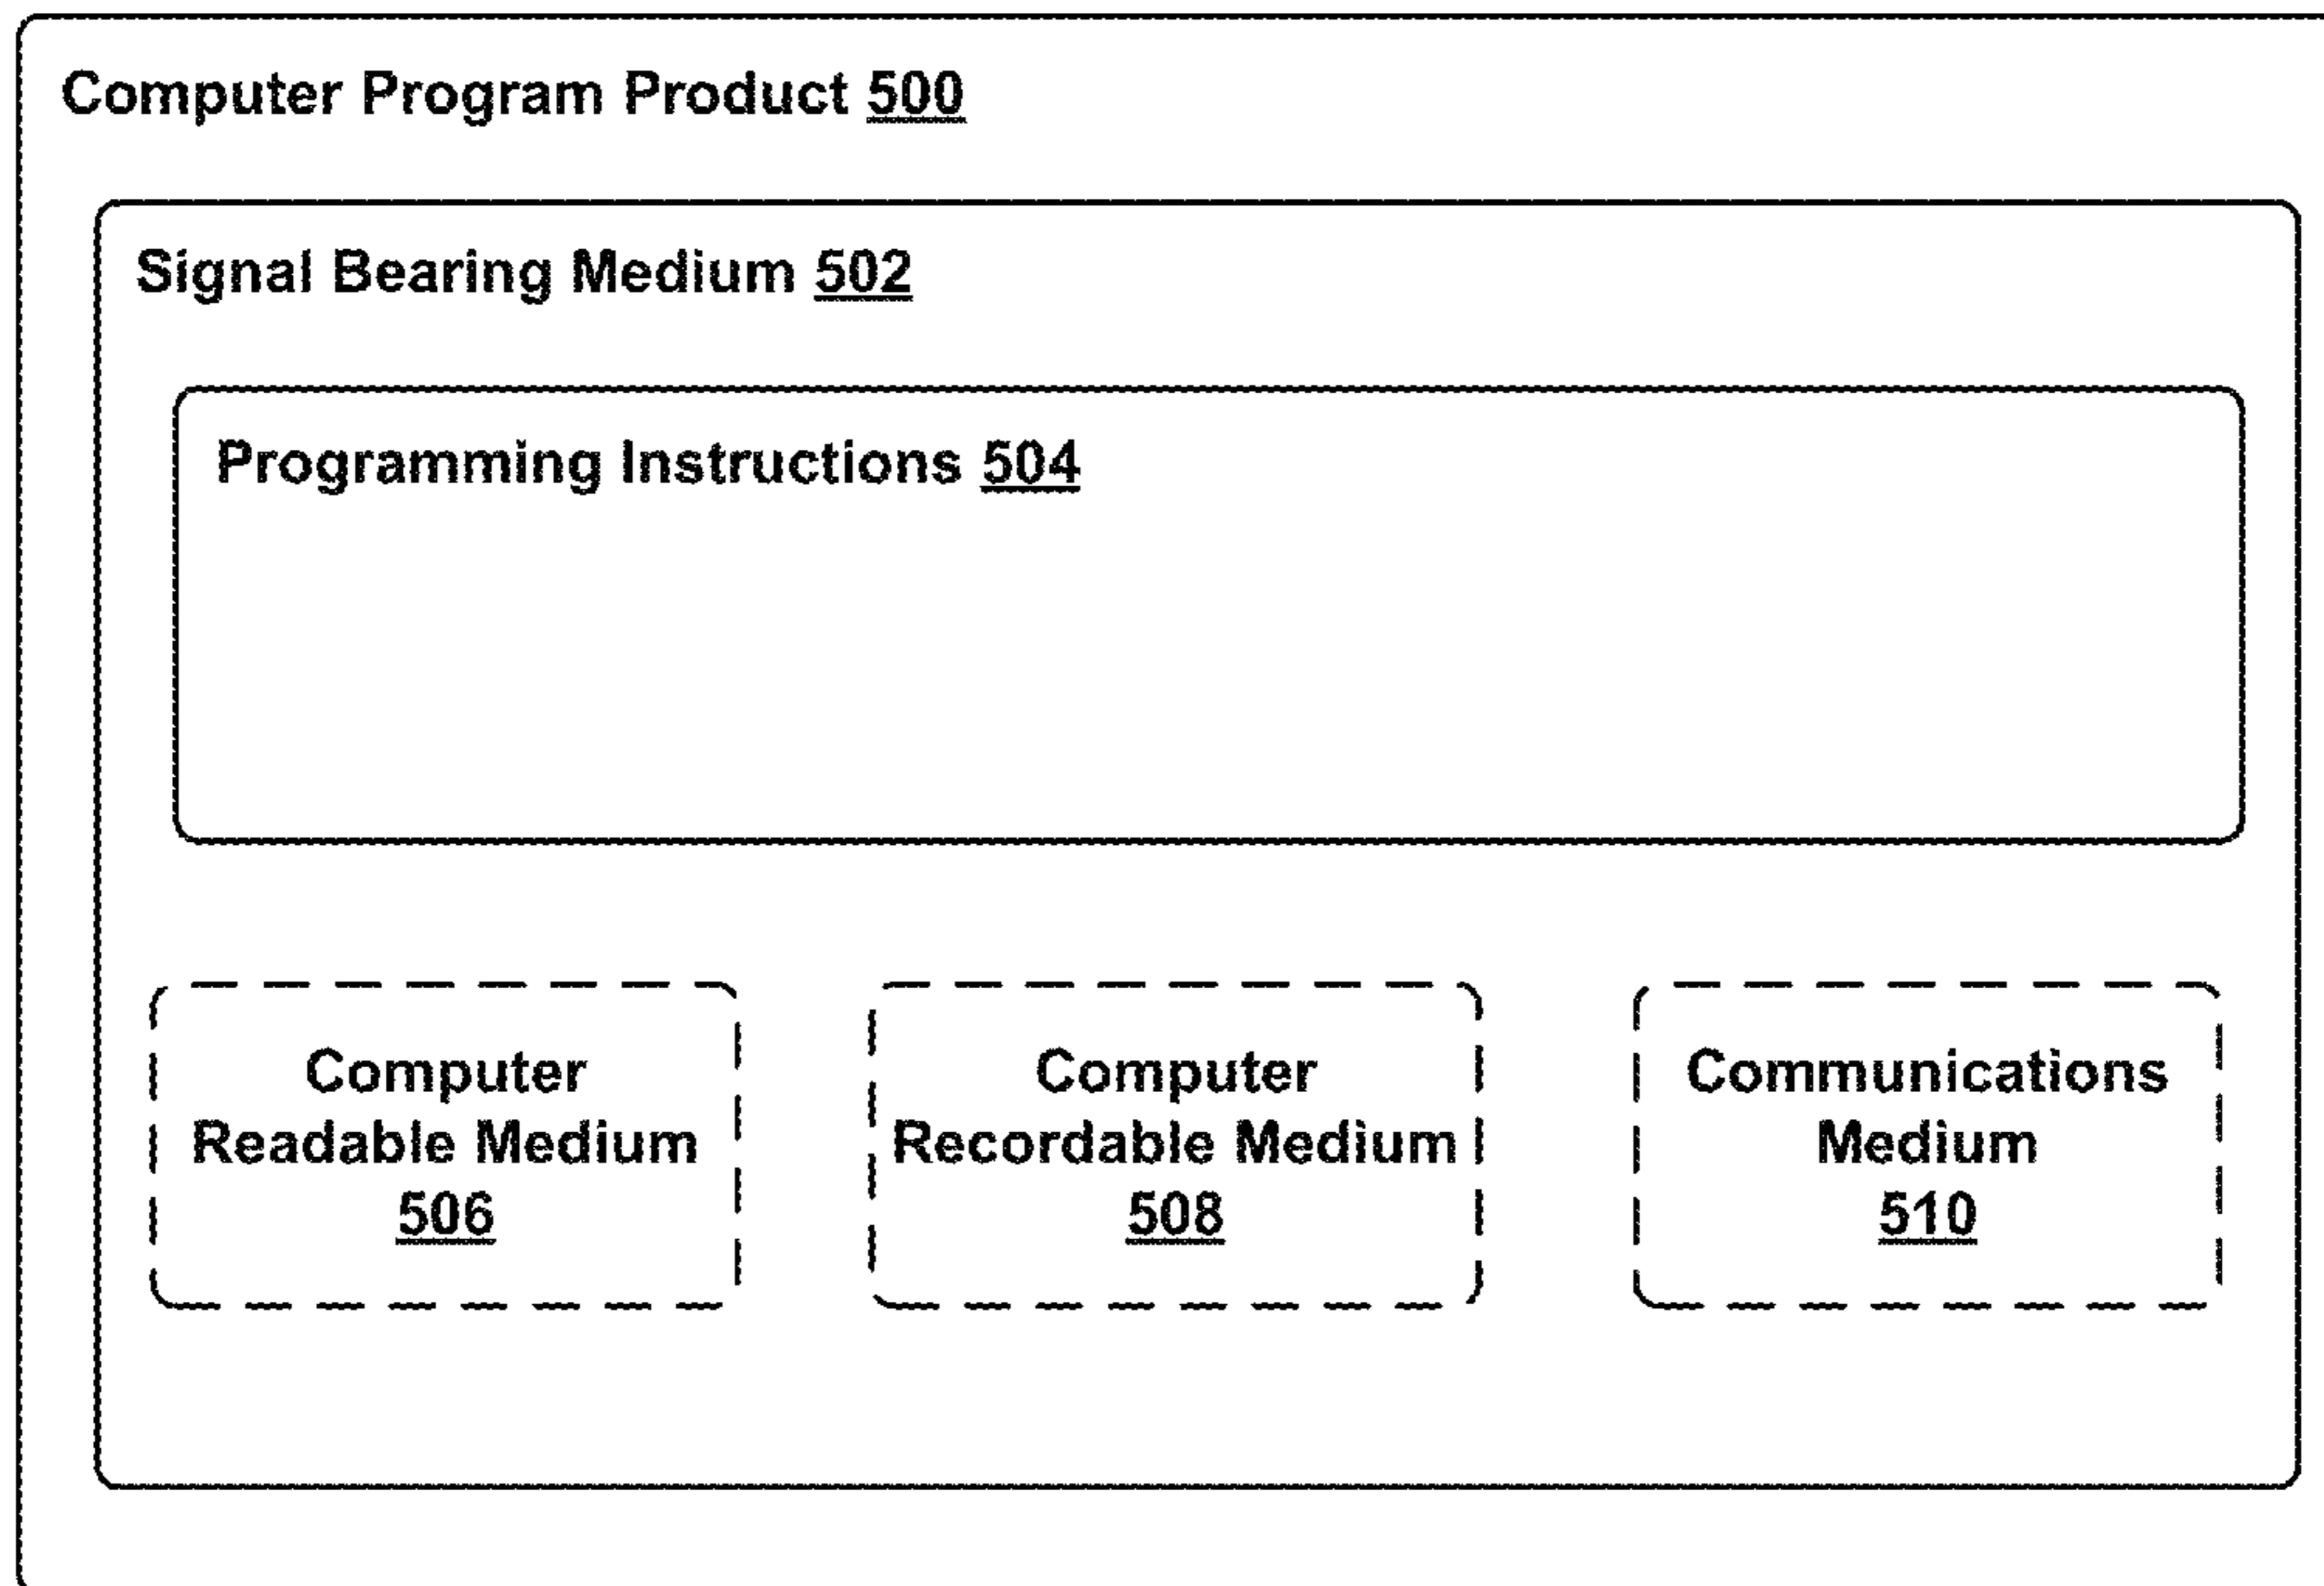 Computer Program Product 500
Signal Bearing Medium 502
Programming Instructions 504
Computer
Readable Medium
506
Computer
Recordable Medium
508
Communications
Medium
510